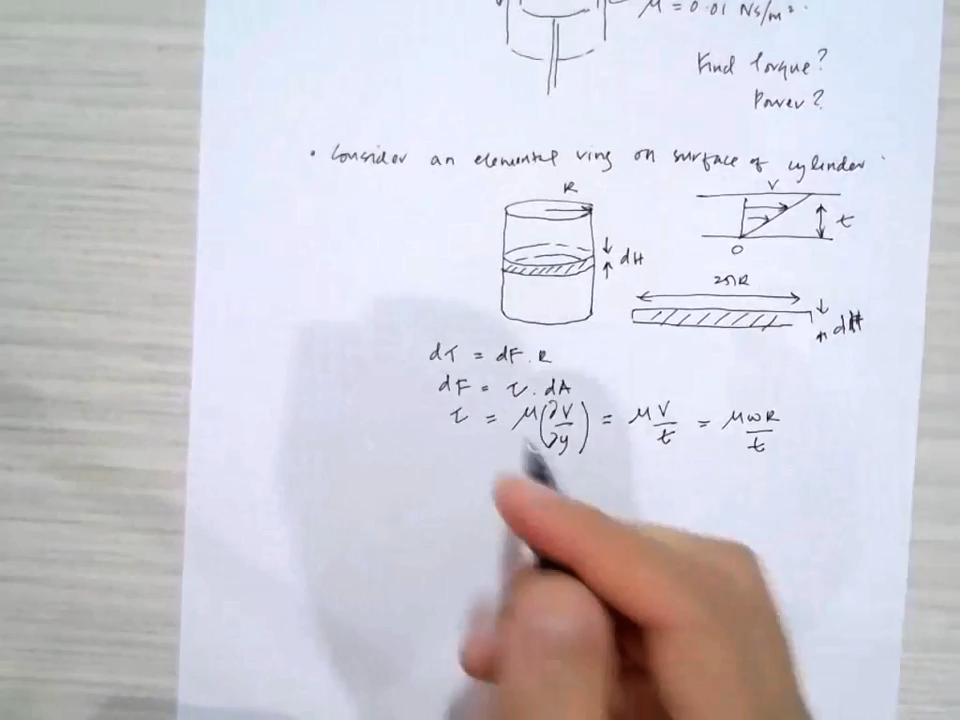 μ = 0.01 Ns/m².
Find Torque?
Power?
• Consider an elemental ring on surface of cylinder.
R
V
t
O
dH
2πR
dH
dT = dF.R
dF = τ.dA
τ = μ(∂V/∂y) = μV/t = μωR/t